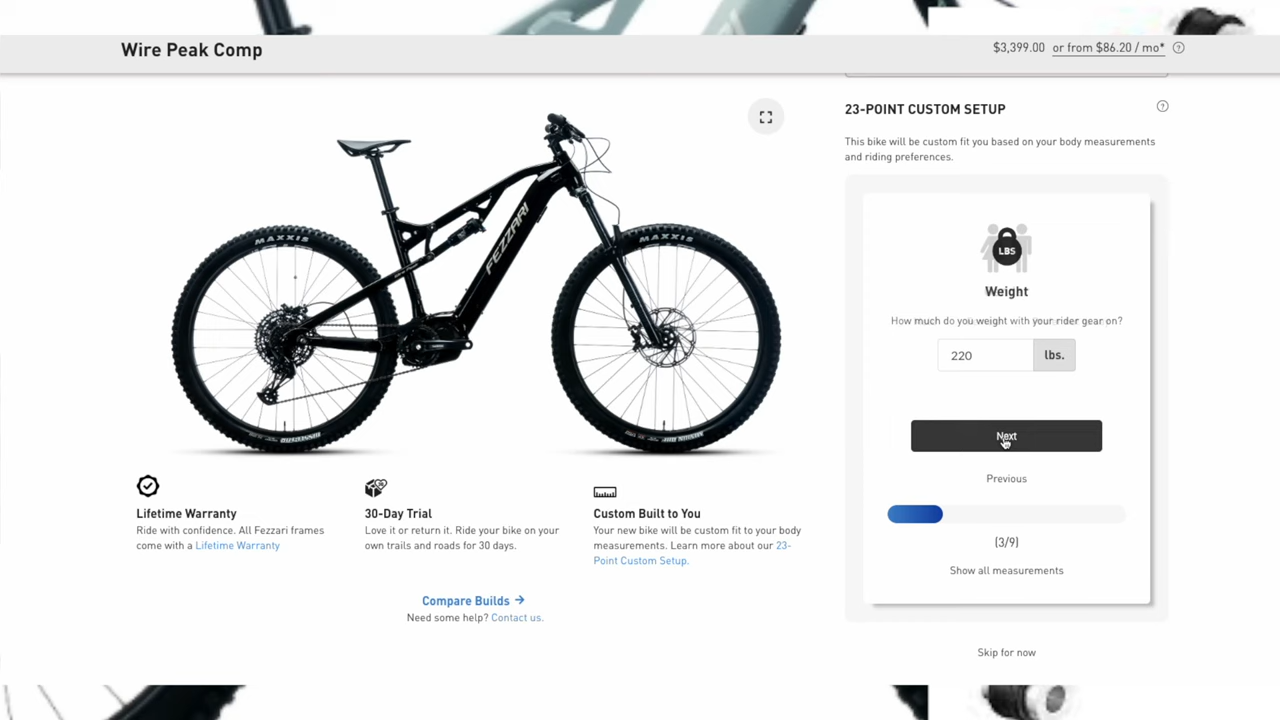 Wire Peak Comp
$3,399.00 or from $86.20 / mo* ?
23-POINT CUSTOM SETUP ?
This bike will be custom fit you based on your body measurements
and riding preferences.
MAXXIS
MAXXIS
FEZZARI
LBS
Weight
How much do you weight with your rider gear on?
220 lbs.
Next
Previous
(3/9)
Show all measurements
Skip for now
Lifetime Warranty
Ride with confidence. All Fezzari frames
come with a Lifetime Warranty
30-Day Trial
Love it or return it. Ride your bike on your
own trails and roads for 30 days.
Custom Built to You
Your new bike will be custom fit to your body
measurements. Learn more about our 23-
Point Custom Setup.
Compare Builds →
Need some help? Contact us.